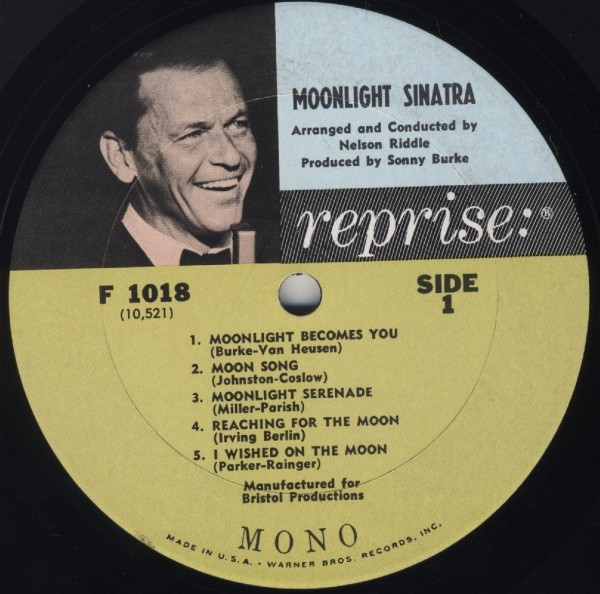 MOONLIGHT SINATRA
Arranged and Conducted by
Nelson Riddle
Produced by Sonny Burke
reprise:®
F 1018
(10,521)
SIDE
1
1. MOONLIGHT BECOMES YOU
(Burke-Van Heusen)
2. MOON SONG
(Johnston-Coslow)
3. MOONLIGHT SERENADE
(Miller-Parish)
4. REACHING FOR THE MOON
(Irving Berlin)
5. I WISHED ON THE MOON
(Parker-Rainger)
Manufactured for
Bristol Productions
MONO
MADE IN U.S.A. • WARNER BROS. RECORDS, INC.